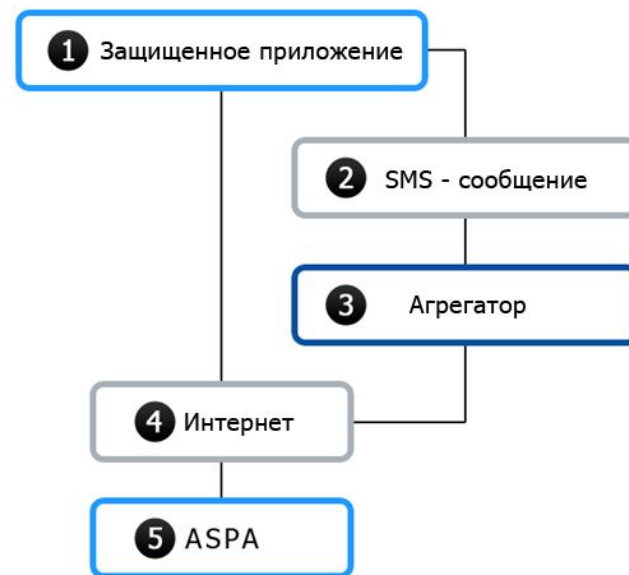 1 Защищенное приложение
2 SMS - сообщение
3 Агрегатор
4 Интернет
5 ASPA